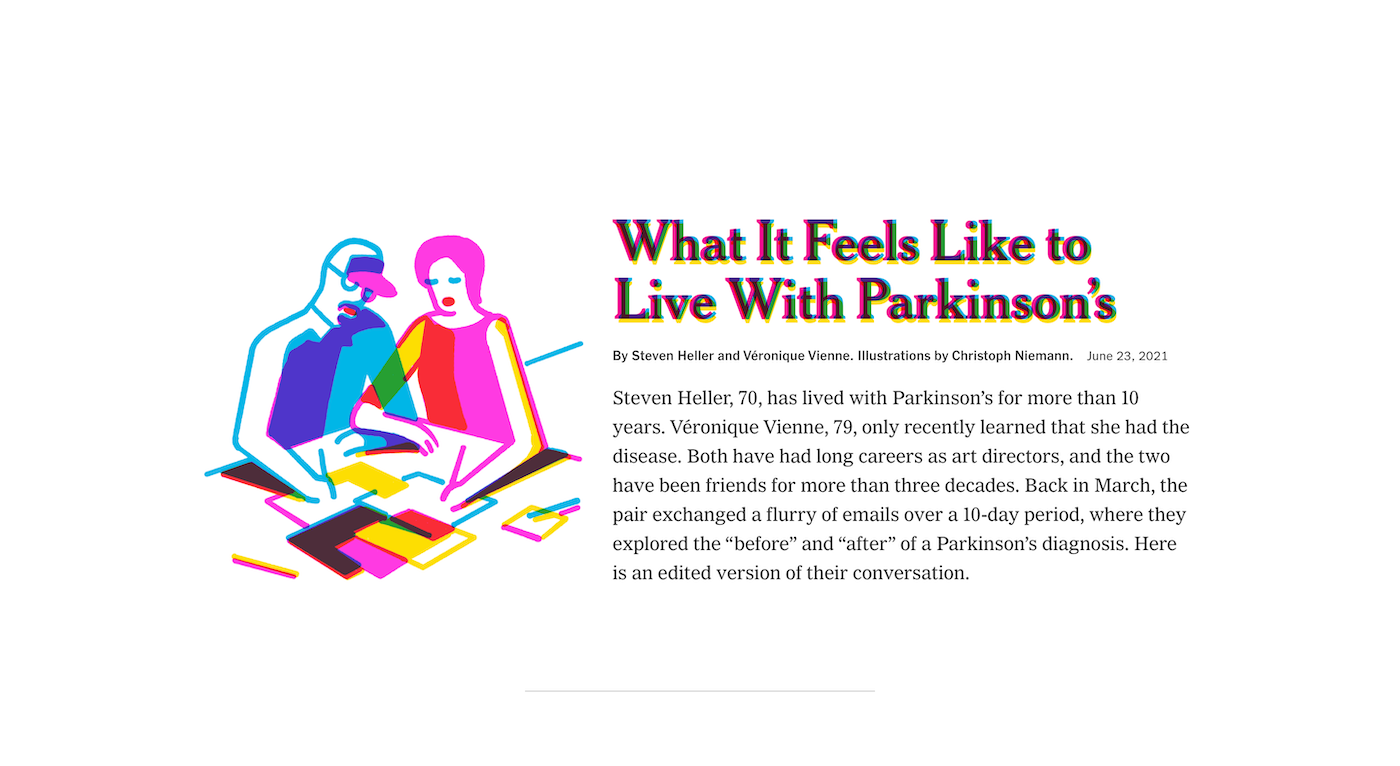 What It Feels Like to
Live With Parkinson’s
By Steven Heller and Véronique Vienne. Illustrations by Christoph Niemann. June 23, 2021
Steven Heller, 70, has lived with Parkinson’s for more than 10
years. Véronique Vienne, 79, only recently learned that she had the
disease. Both have had long careers as art directors, and the two
have been friends for more than three decades. Back in March, the
pair exchanged a flurry of emails over a 10-day period, where they
explored the “before” and “after” of a Parkinson’s diagnosis. Here
is an edited version of their conversation.